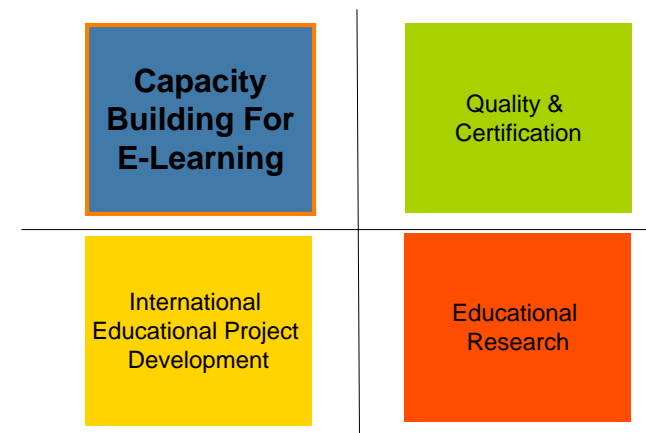 Capacity
Building For
E-Learning
Quality &
Certification
International
Educational Project
Development
Educational
Research